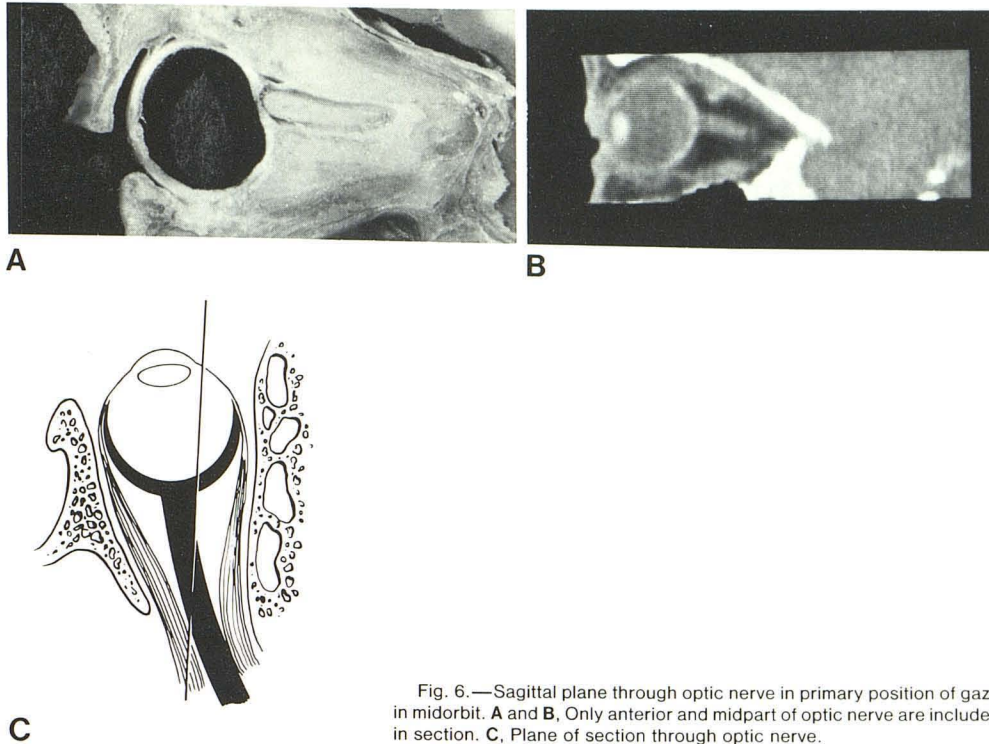 A
B
C
Fig. 6.—Sagittal plane through optic nerve in primary position of gaz
in midorbit. A and B, Only anterior and midpart of optic nerve are include
in section. C, Plane of section through optic nerve.